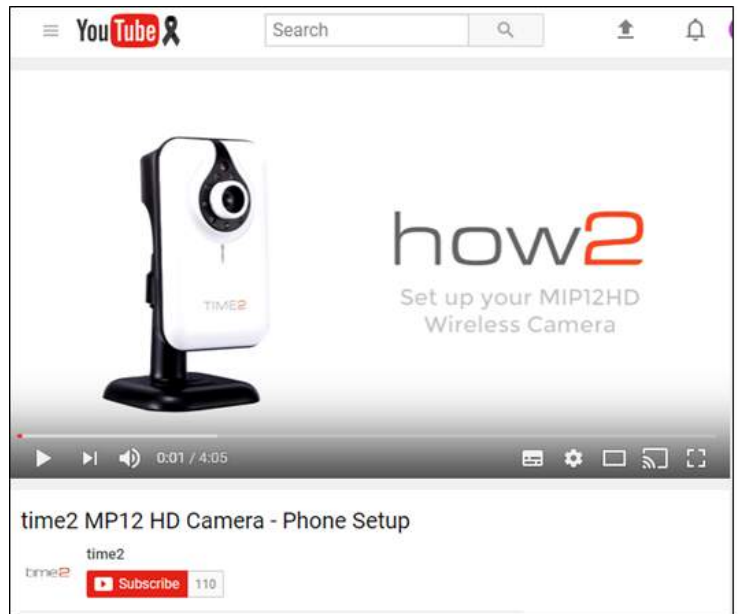 YouTube
Search
how2
Set up your MIP12HD
Wireless Camera
TIME2
0:01 / 4:05
time2 MP12 HD Camera - Phone Setup
time2
time2
Subscribe 110